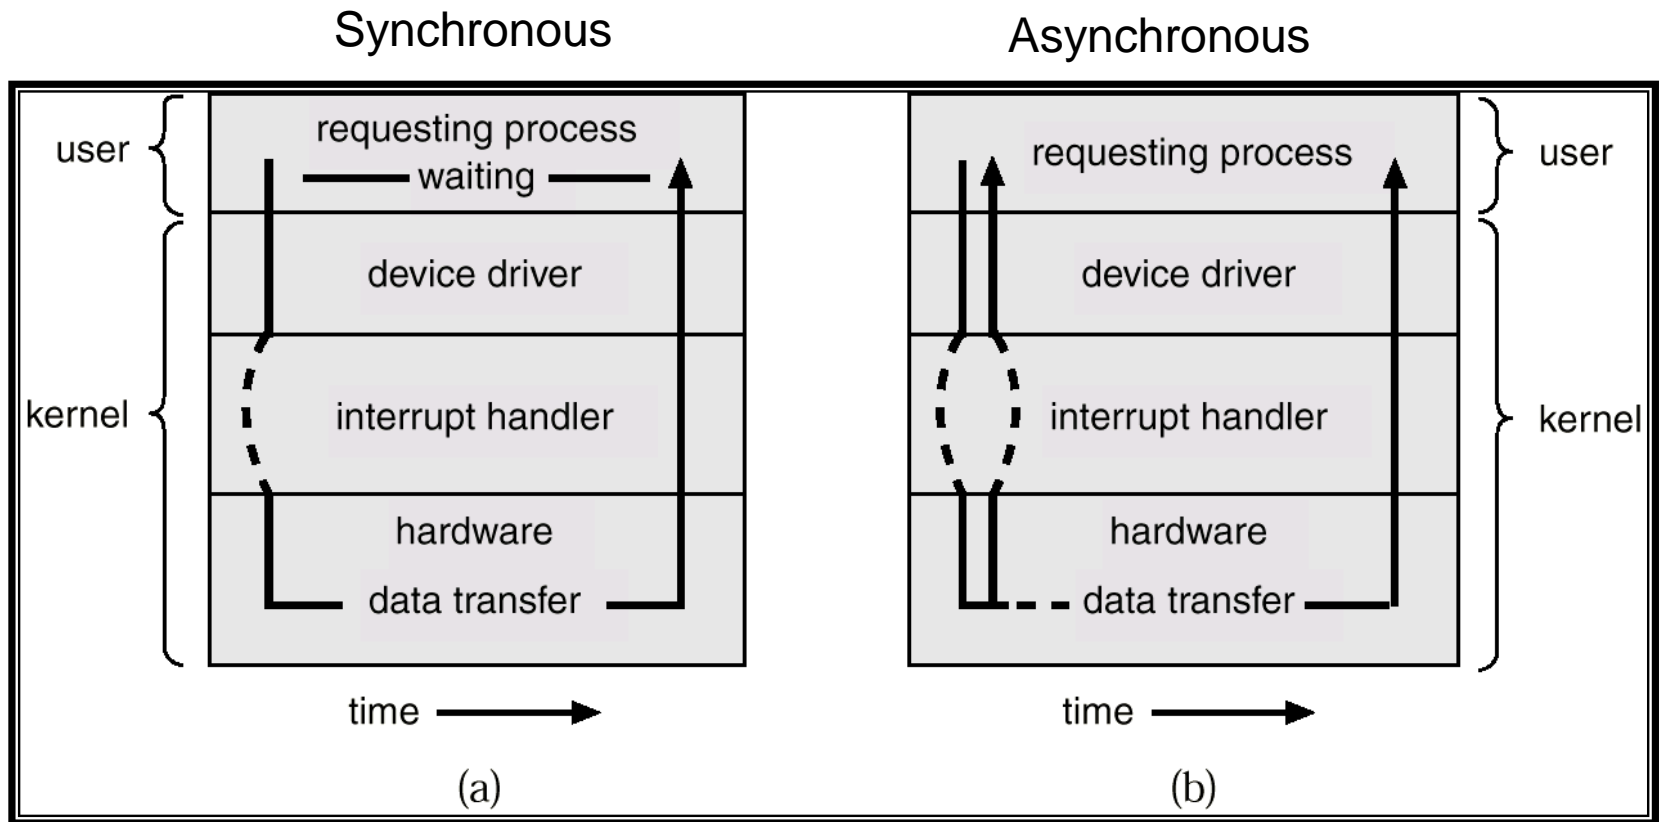 Synchronous
Asynchronous
user
requesting process
waiting
device driver
kernel
interrupt handler
hardware
data transfer
time
(a)
requesting process
user
device driver
interrupt handler
kernel
hardware
data transfer
time
(b)